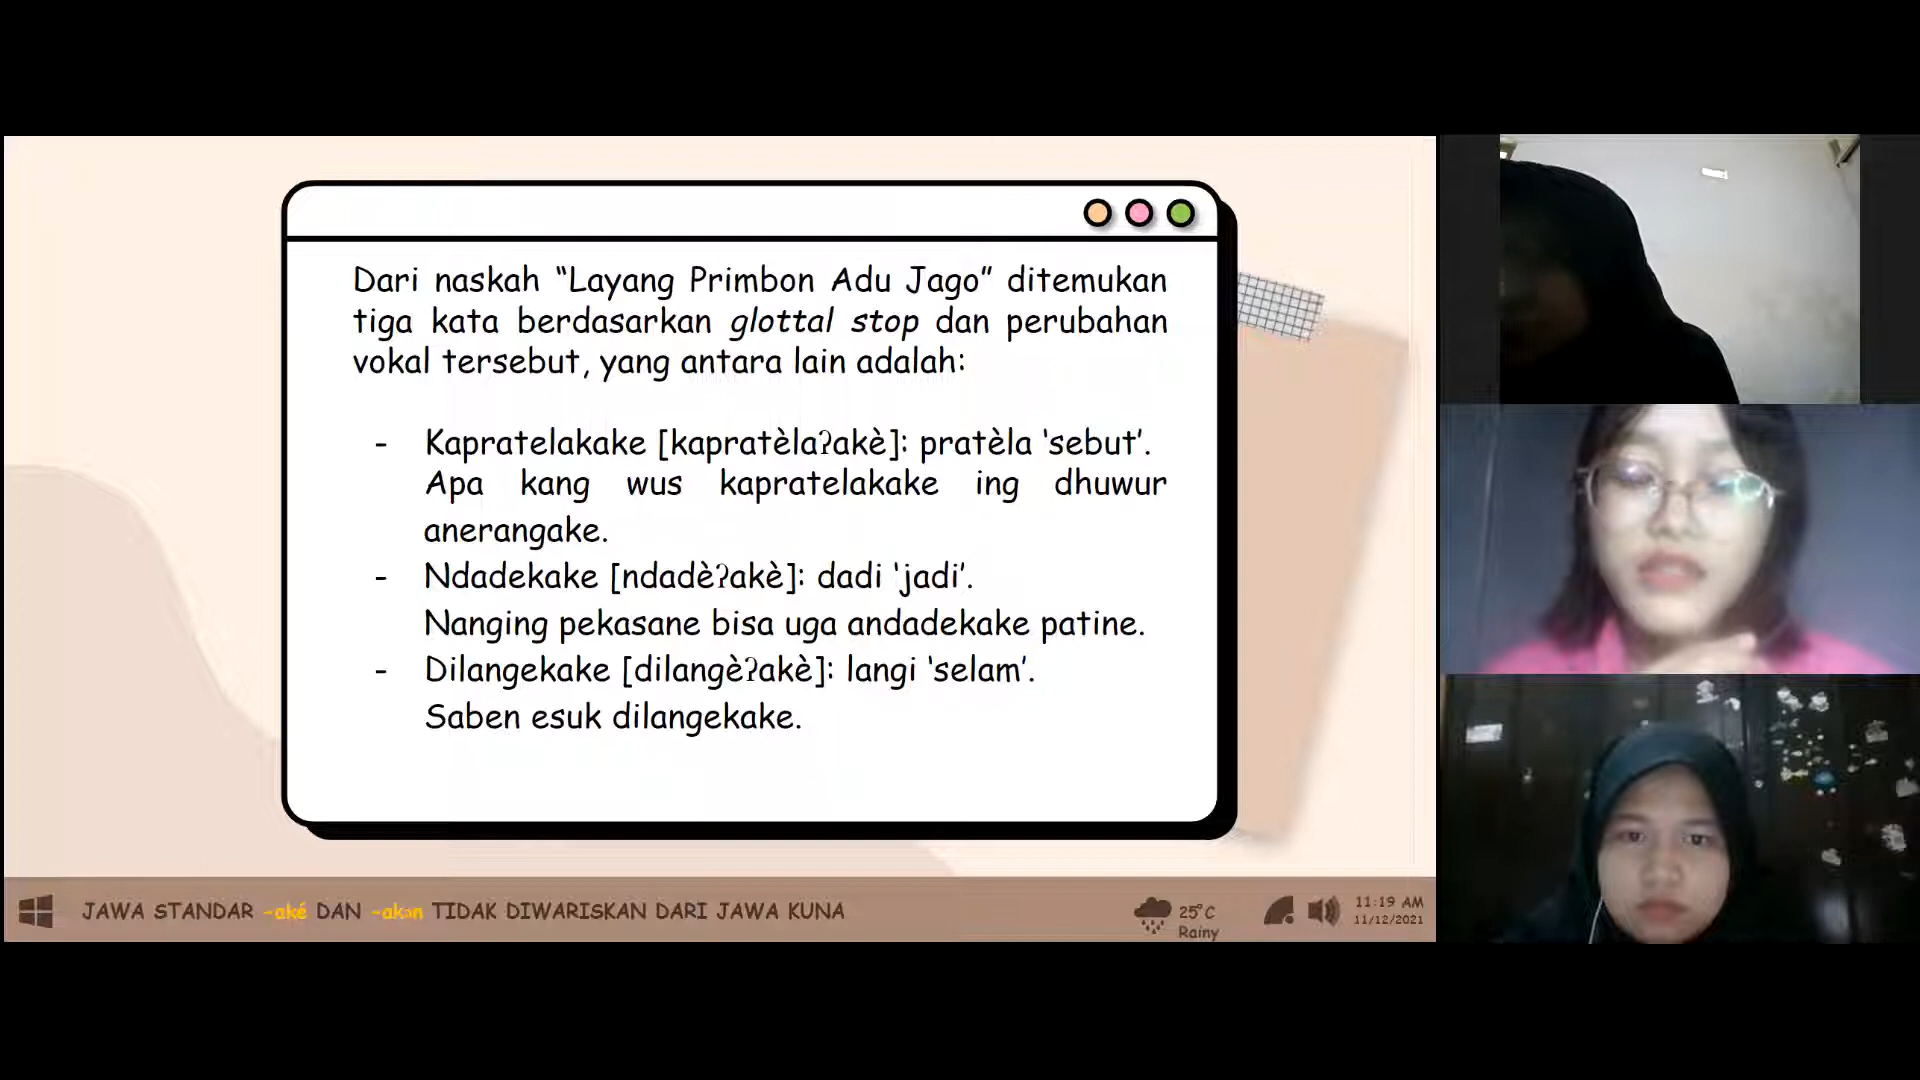 Dari naskah “Layang Primbon Adu Jago” ditemukan
tiga kata berdasarkan glottal stop dan perubahan
vokal tersebut, yang antara lain adalah:
- Kapratelakake [kapratèlaʔakè]: pratèla ‘sebut’.
Apa kang wus kapratelakake ing dhuwur
anerangake.
- Ndadekake [ndadèʔakè]: dadi ‘jadi’.
Nanging pekasane bisa uga andadekake patine.
- Dilangekake [dilangèʔakè]: langi ‘selam’.
Saben esuk dilangekake.
JAWA STANDAR -aké DAN -akən TIDAK DIWARISKAN DARI JAWA KUNA
25°C
Rainy
11:19 AM
11/12/2021